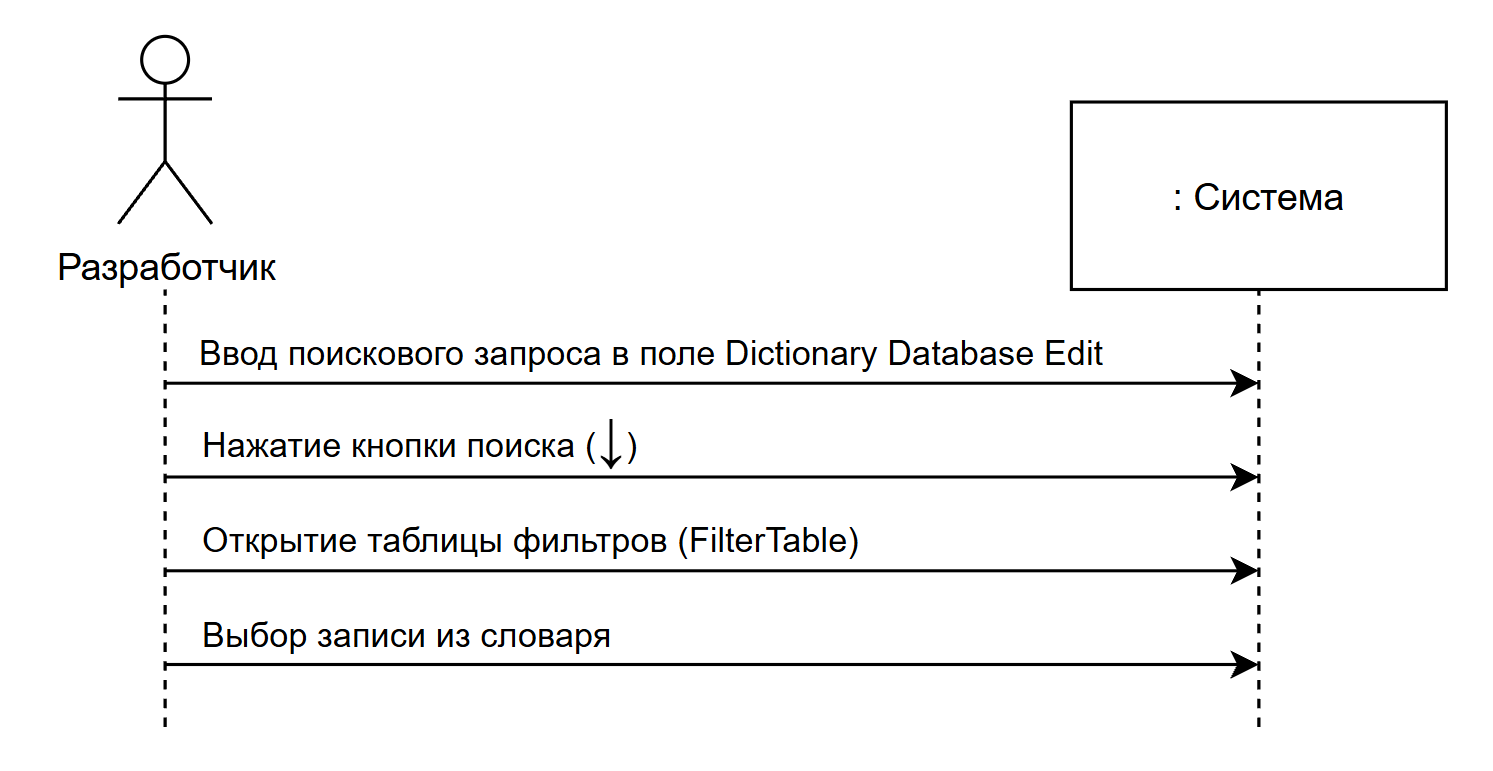 Разработчик
: Система
Ввод поискового запроса в поле Dictionary Database Edit
Нажатие кнопки поиска (↓)
Открытие таблицы фильтров (FilterTable)
Выбор записи из словаря